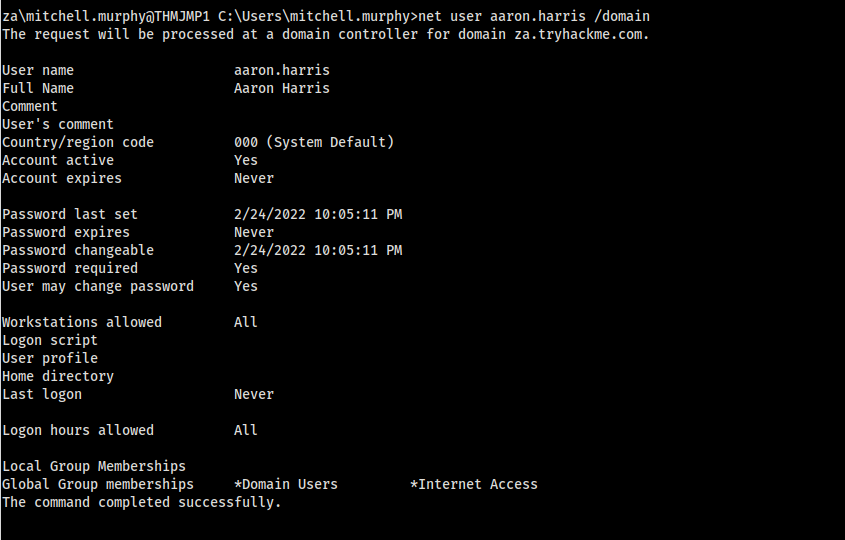 za\mitchell.murphy@THMJMP1 C:\Users\mitchell.murphy>net user aaron.harris /domain
The request will be processed at a domain controller for domain za.tryhackme.com.
User name                    aaron.harris
Full Name                    Aaron Harris
Comment
User's comment
Country/region code          000 (System Default)
Account active               Yes
Account expires              Never
Password last set            2/24/2022 10:05:11 PM
Password expires             Never
Password changeable          2/24/2022 10:05:11 PM
Password required            Yes
User may change password     Yes
Workstations allowed         All
Logon script
User profile
Home directory
Last logon                   Never
Logon hours allowed          All
Local Group Memberships
Global Group memberships     *Domain Users         *Internet Access
The command completed successfully.